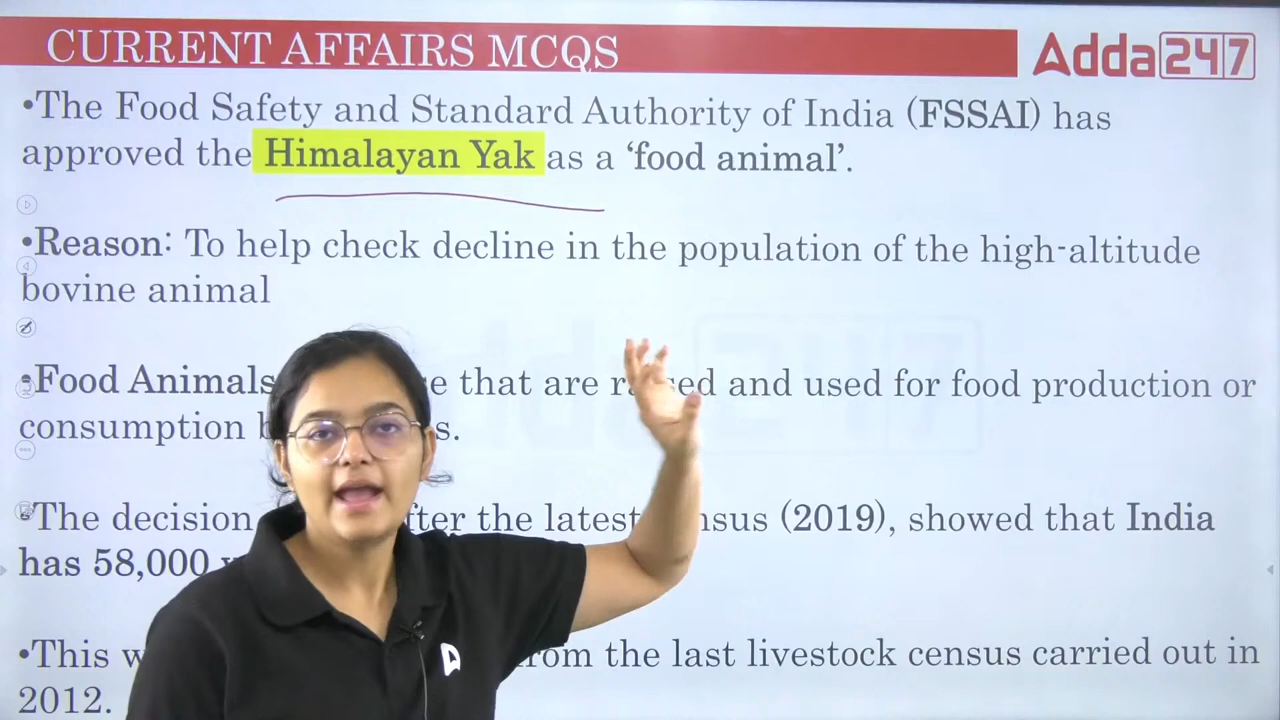 CURRENT AFFAIRS MCQS
Adda247
•The Food Safety and Standard Authority of India (FSSAI) has
approved the Himalayan Yak as a ‘food animal’.
•Reason: To help check decline in the population of the high-altitude
bovine animal
•Food Animals that are raised and used for food production or
consumption
•The decision after the latest census (2019), showed that India
has 58,000
•This from the last livestock census carried out in
2012.